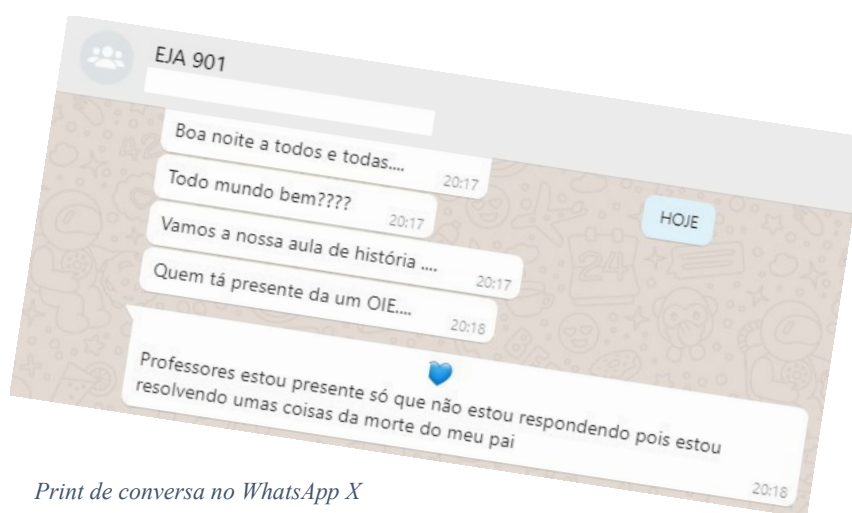 EJA 901
Boa noite a todos e todas....
20:17
HOJE
Todo mundo bem????
20:17
Vamos a nossa aula de história ....
20:17
Quem tá presente da um OIE....
20:18
Professores estou presente só que não estou respondendo pois estou
resolvendo umas coisas da morte do meu pai
20:18
Print de conversa no WhatsApp X